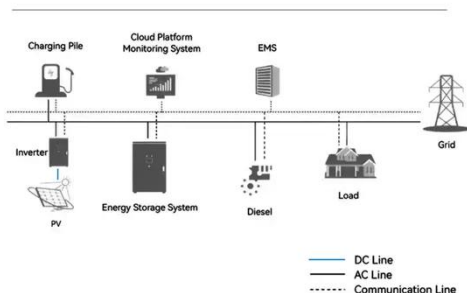 Charging Pile
Cloud Platform
Monitoring System
EMS
Grid
Inverter
PV
Energy Storage System
Diesel
Load
DC Line
AC Line
Communication Line